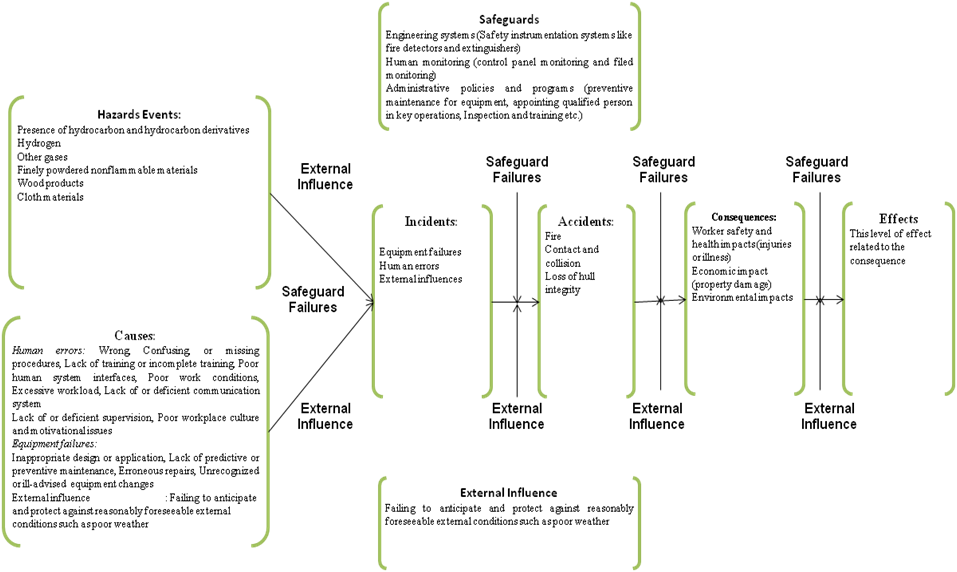 Safeguards
Engineering systems (Safety instrumentation systems like
fire detectors and extinguishers)
Human monitoring (control panel monitoring and filed
monitoring)
Administrative policies and programs (preventive
maintenance for equipment, appointing qualified person
in key operations, Inspection and training etc.)
Hazards Events:
Presence of hydrocarbon and hydrocarbon derivatives
Hydrogen
Other gases
Finely powdered nonflammable materials
Wood products
Cloth materials
External
Influence
Safeguard
Failures
External
Influence
Causes:
Human errors: Wrong, Confusing, or missing
procedures, Lack of training or incomplete training, Poor
human system interfaces, Poor work conditions,
Excessive workload, Lack of or deficient communication
system
Lack of or deficient supervision, Poor workplace culture
and motivational issues
Equipment failures:
Inappropriate design or application, Lack of predictive or
preventive maintenance, Erroneous repairs, Unrecognized
or ill-advised equipment changes
External influence : Failing to anticipate
and protect against reasonably foreseeable external
conditions such as poor weather
Incidents:
Equipment failures
Human errors
External influences
Safeguard
Failures
External
Influence
Accidents:
Fire
Contact and
collision
Loss of hull
integrity
Safeguard
Failures
External
Influence
Consequences:
Worker safety and
health impacts (injuries
or illness)
Economic impact
(property damage)
Environmental impacts
Safeguard
Failures
External
Influence
Effects
This level of effect
related to the
consequence
External Influence
Failing to anticipate and protect against reasonably
foreseeable external conditions such as poor weather